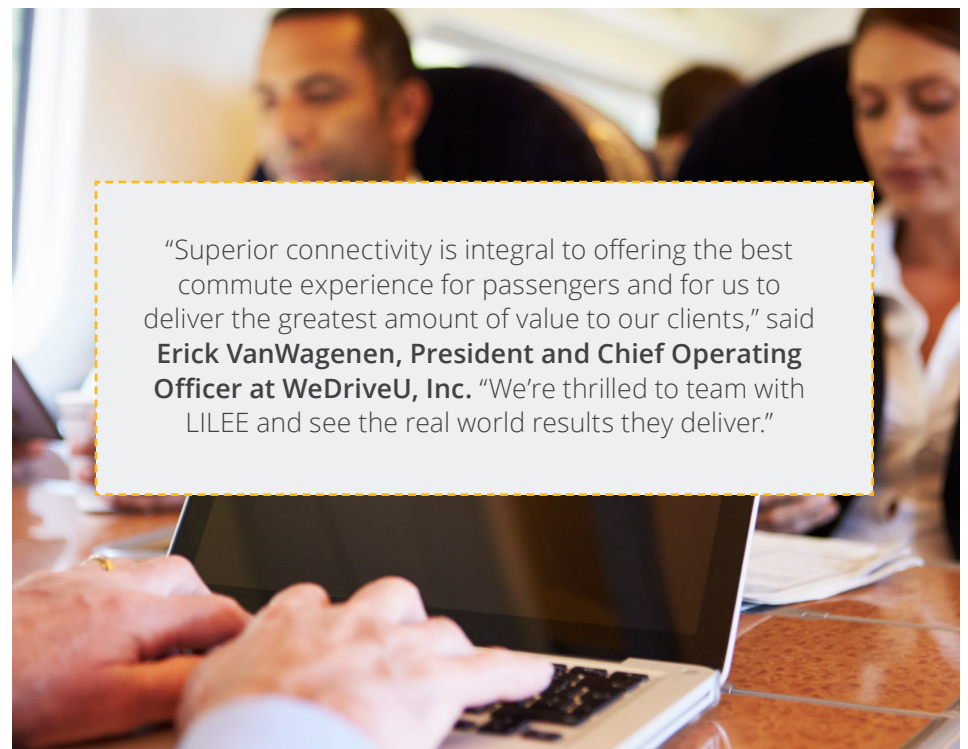 “Superior connectivity is integral to offering the best
commute experience for passengers and for us to
deliver the greatest amount of value to our clients,” said
Erick VanWagenen, President and Chief Operating
Officer at WeDriveU, Inc. “We’re thrilled to team with
LILEE and see the real world results they deliver.”